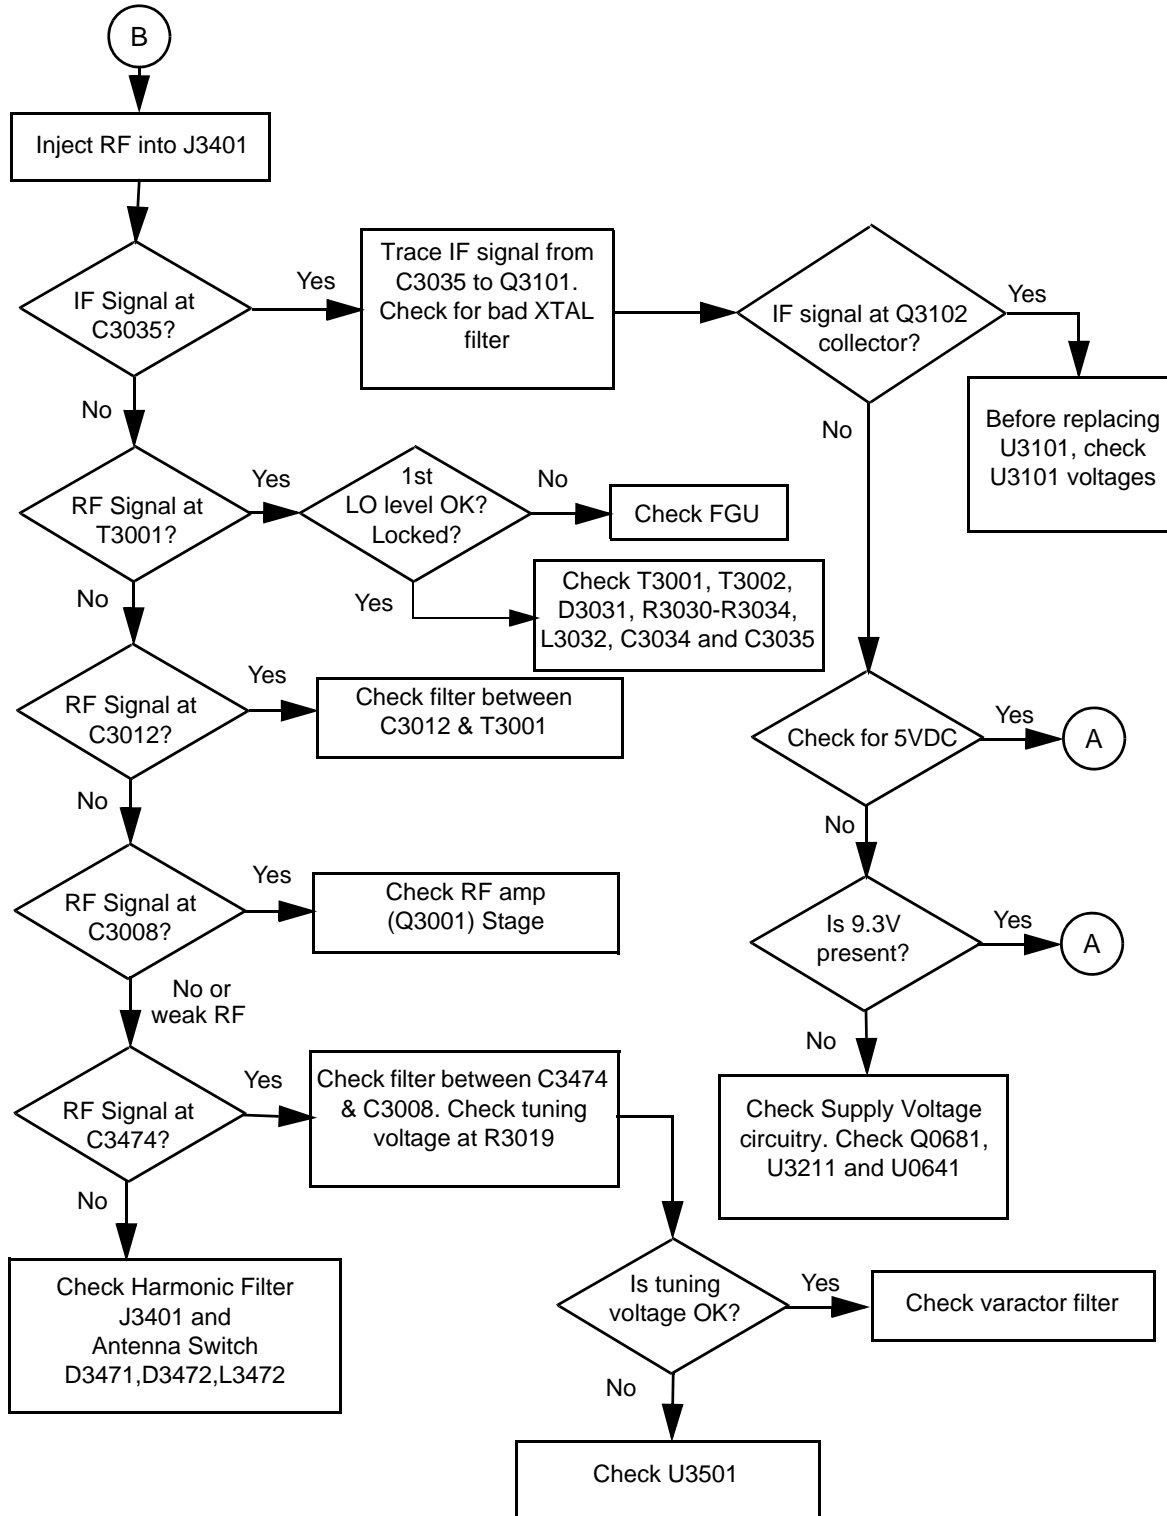 B
Inject RF into J3401
IF Signal at
C3035?
Yes
Trace IF signal from
C3035 to Q3101.
Check for bad XTAL
filter
IF signal at Q3102
collector?
Yes
Before replacing
U3101, check
U3101 voltages
No
No
RF Signal at
T3001?
Yes
1st
LO level OK?
Locked?
No
Check FGU
Yes
Check T3001, T3002,
D3031, R3030-R3034,
L3032, C3034 and C3035
No
RF Signal at
C3012?
Yes
Check filter between
C3012 & T3001
Check for 5VDC
Yes
A
No
No
RF Signal at
C3008?
Yes
Check RF amp
(Q3001) Stage
Is 9.3V
present?
Yes
A
No or
weak RF
No
RF Signal at
C3474?
Yes
Check filter between C3474
& C3008. Check tuning
voltage at R3019
Check Supply Voltage
circuitry. Check Q0681,
U3211 and U0641
No
Check Harmonic Filter
J3401 and
Antenna Switch
D3471,D3472,L3472
Is tuning
voltage OK?
Yes
Check varactor filter
No
Check U3501